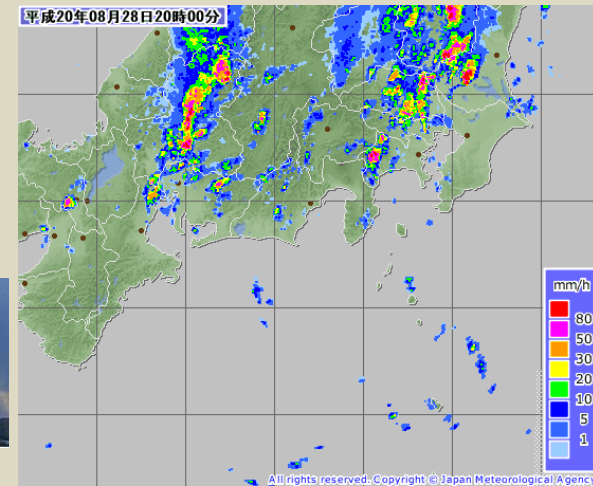 平成20年08月28日20時00分
mm/h
80
50
30
20
10
5
1
All rights reserved. Copyright © Japan Meteorological Agency